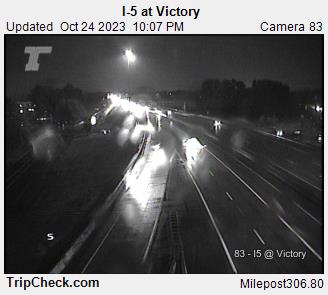 I-5 at Victory
Updated Oct 24 2023 10:07 PM Camera 83
T
S
83 - I5 @ Victory
TripCheck.com Milepost306.80